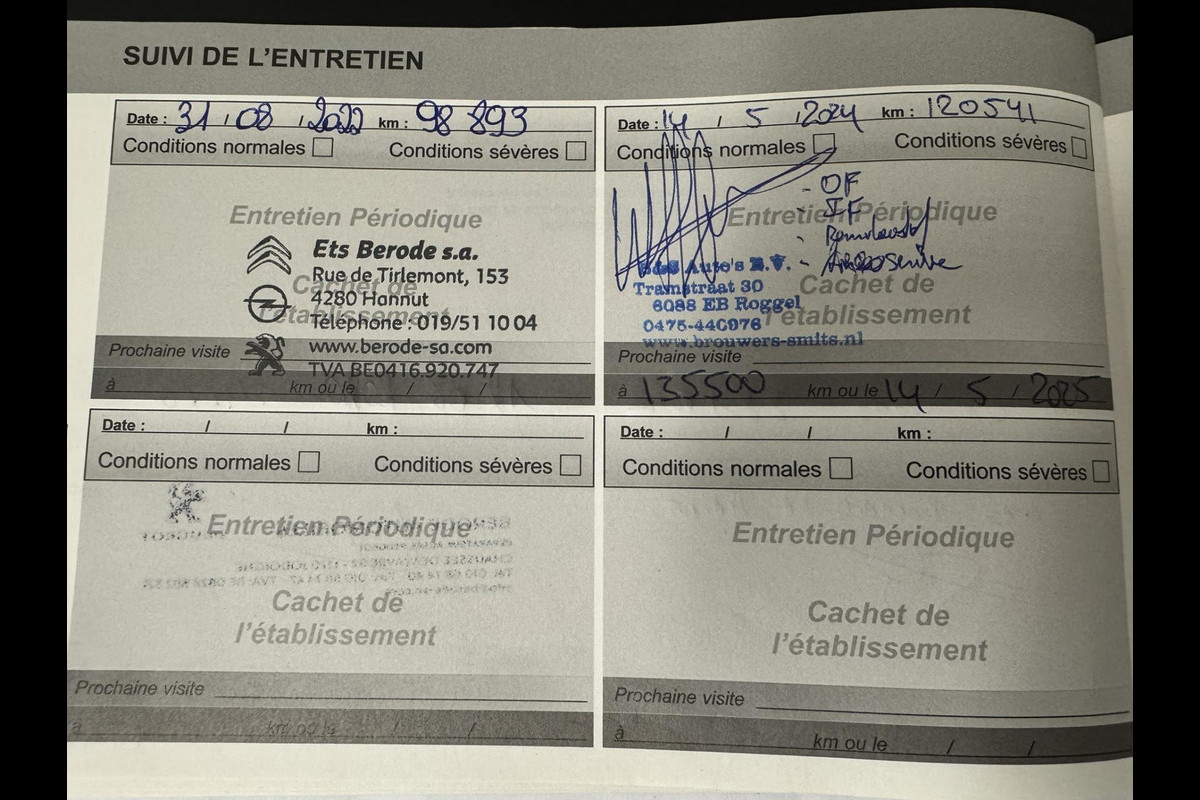 SUIVI DE L'ENTRETIEN
Date : 31 / 08 / 2022 km : 98 893
Conditions normales Conditions sévères
Entretien Périodique
Ets Berode s.a.
Rue de Tirlemont, 153
Cachet de
4280 Hannut
l'établissement
Téléphone : 019/51 10 04
www.berode-sa.com
Prochaine visite
TVA BE0416.920.747
à km ou le / /
Date : 14 / 5 / 2024 km : 120541
Conditions normales Conditions sévères
- OF
Entretien Périodique
- IF
Auto's B.V.
Cachet de
Tramstraat 30
6088 EB Roggel
l'établissement
0475-440976
www.brouwers-smits.nl
Prochaine visite
à 135500 km ou le 14 / 5 / 2025
Date : / / km :
Conditions normales Conditions sévères
Entretien Périodique
Cachet de
l'établissement
Prochaine visite
à km ou le / /
Date : / / km :
Conditions normales Conditions sévères
Entretien Périodique
Cachet de
l'établissement
Prochaine visite
à km ou le / /